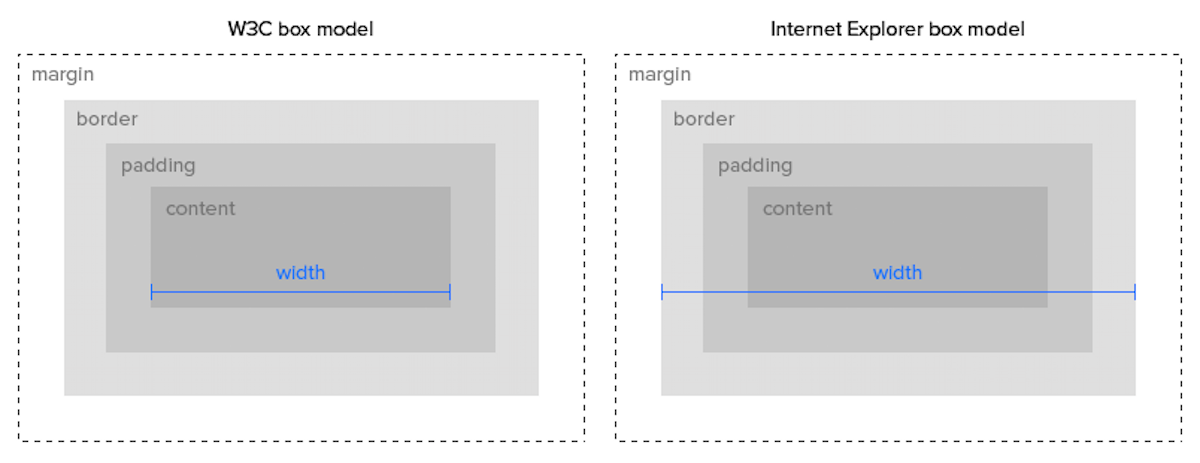 W3C box model
margin
border
padding
content
width
Internet Explorer box model
margin
border
padding
content
width